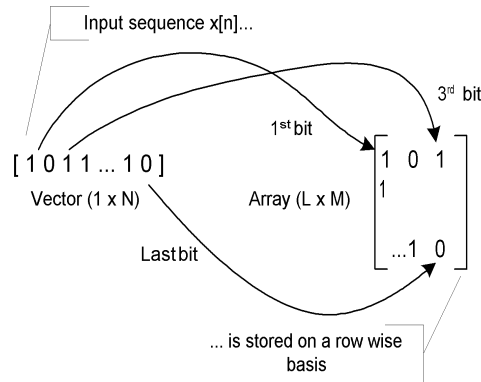 Input sequence x[n]...
3rd bit
1st bit
[ 1 0 1 1 ... 1 0 ]
1 0 1
1
Vector (1 x N)
Array (L x M)
...1 0
Last bit
... is stored on a row wise
basis